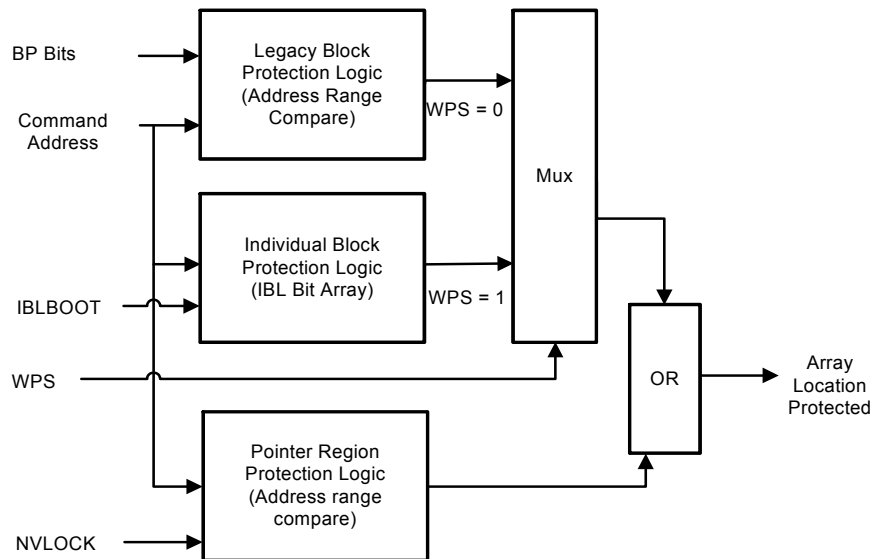 BP Bits
Command
Address
Legacy Block
Protection Logic
(Address Range
Compare)
WPS = 0
Mux
Individual Block
Protection Logic
(IBL Bit Array)
WPS = 1
IBLBOOT
WPS
OR
Array
Location
Protected
Pointer Region
Protection Logic
(Address range
compare)
NVLOCK